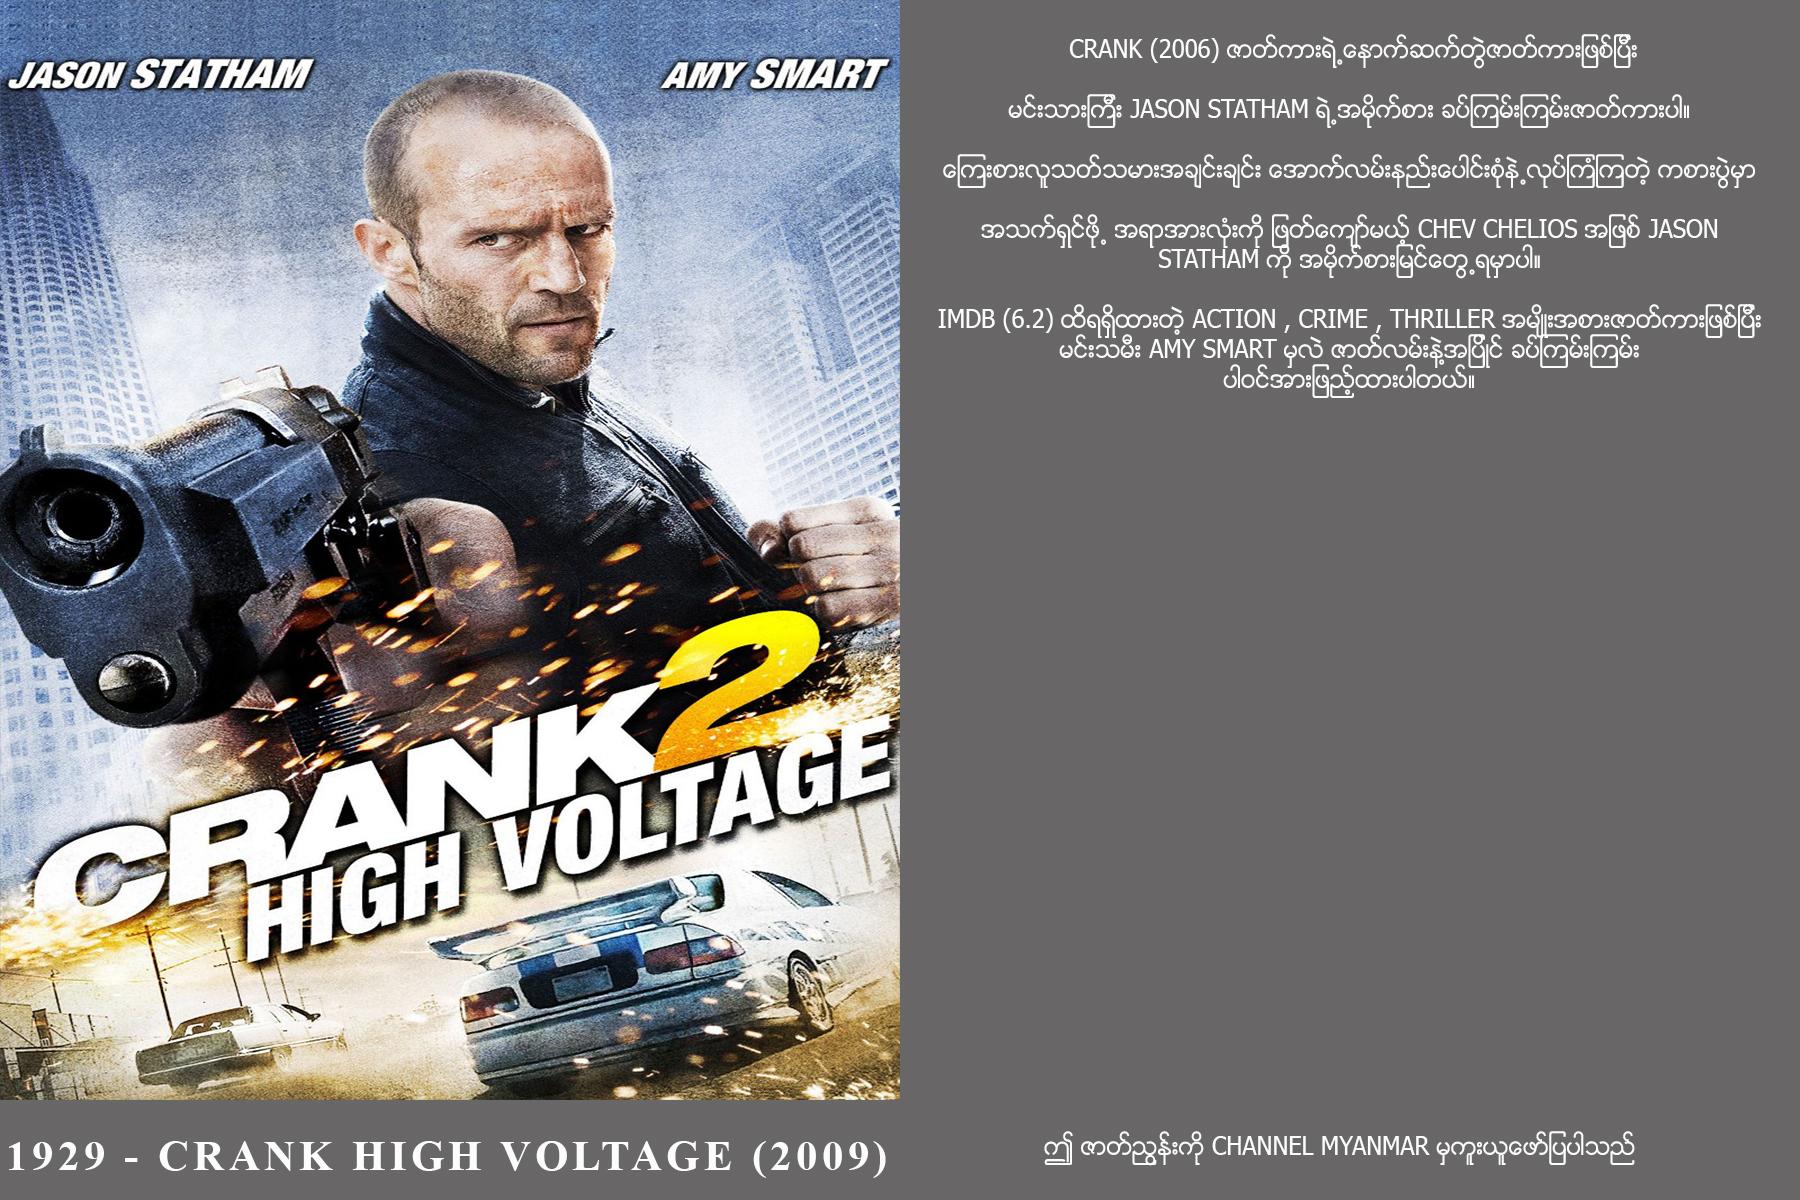 JASON STATHAM
AMY SMART
CRANK 2
HIGH VOLTAGE
1929 - CRANK HIGH VOLTAGE (2009)
CRANK (2006) ဇာတ်ကားရဲ့နောက်ဆက်တွဲဇာတ်ကားဖြစ်ပြီး
မင်းသားကြီး JASON STATHAM ရဲ့အမိုက်စား ခပ်ကြမ်းကြမ်းဇာတ်ကားပါ။
ကြေးစားလူသတ်သမားအချင်းချင်း အောက်လမ်းနည်းပေါင်းစုံနဲ့လုပ်ကြံကြတဲ့ ကစားပွဲမှာ
အသက်ရှင်ဖို့ အရာအားလုံးကို ဖြတ်ကျော်မယ့် CHEV CHELIOS အဖြစ် JASON
STATHAM ကို အမိုက်စားမြင်တွေ့ရမှာပါ။
IMDB (6.2) ထိရရှိထားတဲ့ ACTION , CRIME , THRILLER အမျိုးအစားဇာတ်ကားဖြစ်ပြီး
မင်းသမီး AMY SMART မှလဲ ဇာတ်လမ်းနဲ့အပြိုင် ခပ်ကြမ်းကြမ်း
ပါဝင်အားဖြည့်ထားပါတယ်။
ဤ ဇာတ်ညွှန်းကို CHANNEL MYANMAR မှကူးယူဖော်ပြပါသည်